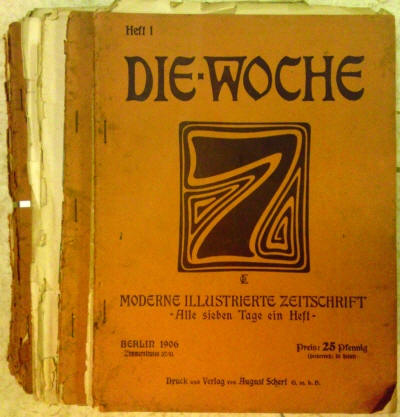 Heft 1
DIE-WOCHE
7
MODERNE ILLUSTRIERTE ZEITSCHRIFT
-Alle sieben Tage ein Heft-
BERLIN 1906 Preis: 25 Pfennig
Druck und Verlag von August Scherl G. m. b. H.